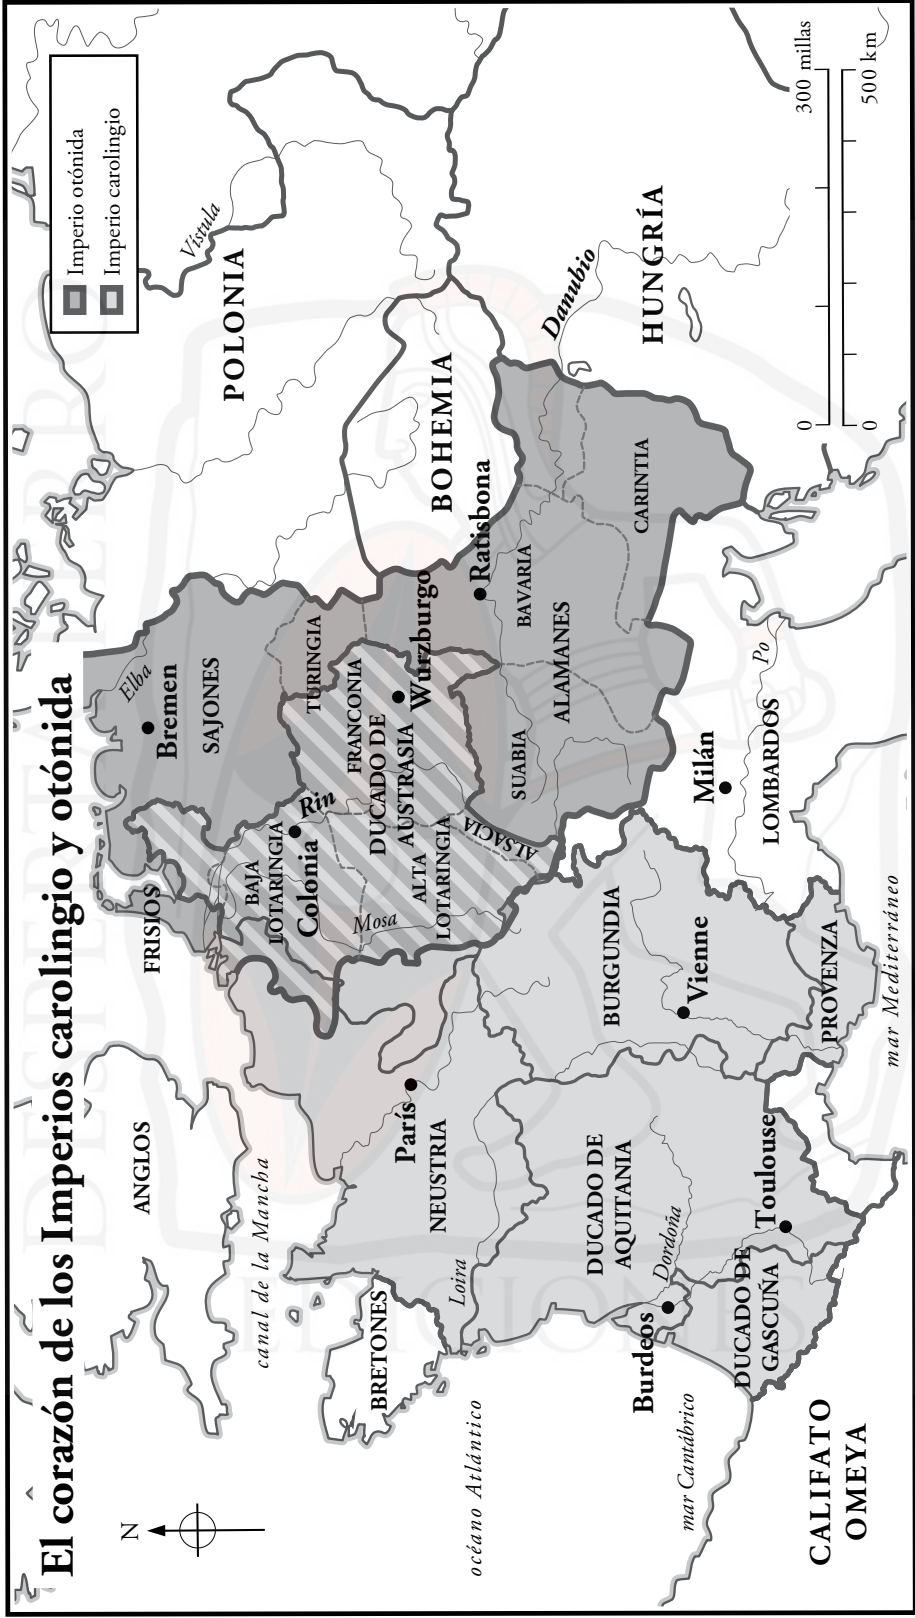 El corazón de los Imperios carolingio y otónida
Imperio otónida
Imperio carolingio
N
ANGLOS
FRISIOS
Bremen
Elba
SAJONES
POLONIA
Vístula
canal de la Mancha
BAJA
LOTARINGIA
Colonia
Rin
TURINGIA
FRANCONIA
DUCADO DE
AUSTRASIA
Wurzburgo
Mosa
ALTA
LOTARINGIA
ALSACIA
BOHEMIA
Ratisbona
BRETONES
París
NEUSTRIA
Loira
océano Atlántico
SUABIA
BAVARIA
ALAMANES
Danubio
HUNGRÍA
CARINTIA
DUCADO DE
AQUITANIA
BURGUNDIA
Vienne
Burdeos
Dordoña
mar Cantábrico
Milán
LOMBARDOS
Po
DUCADO DE
GASCUÑA
Toulouse
PROVENZA
CALIFATO
OMEYA
mar Mediterráneo
0 300 millas
0 500 km
DESPERTA FERRO
EDICIONES